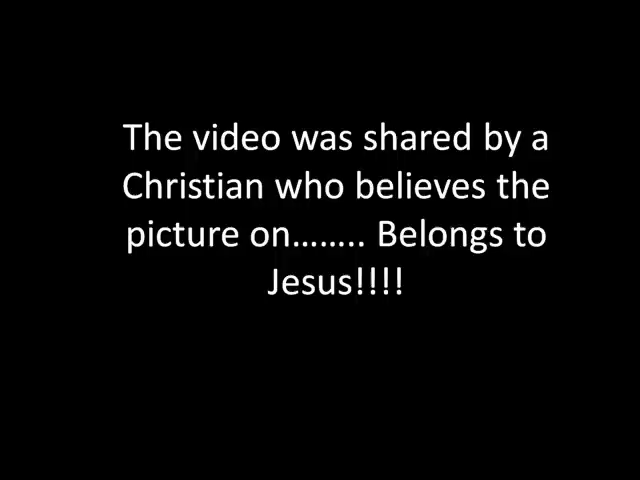 The video was shared by a
Christian who believes the
picture on…….. Belongs to
Jesus!!!!